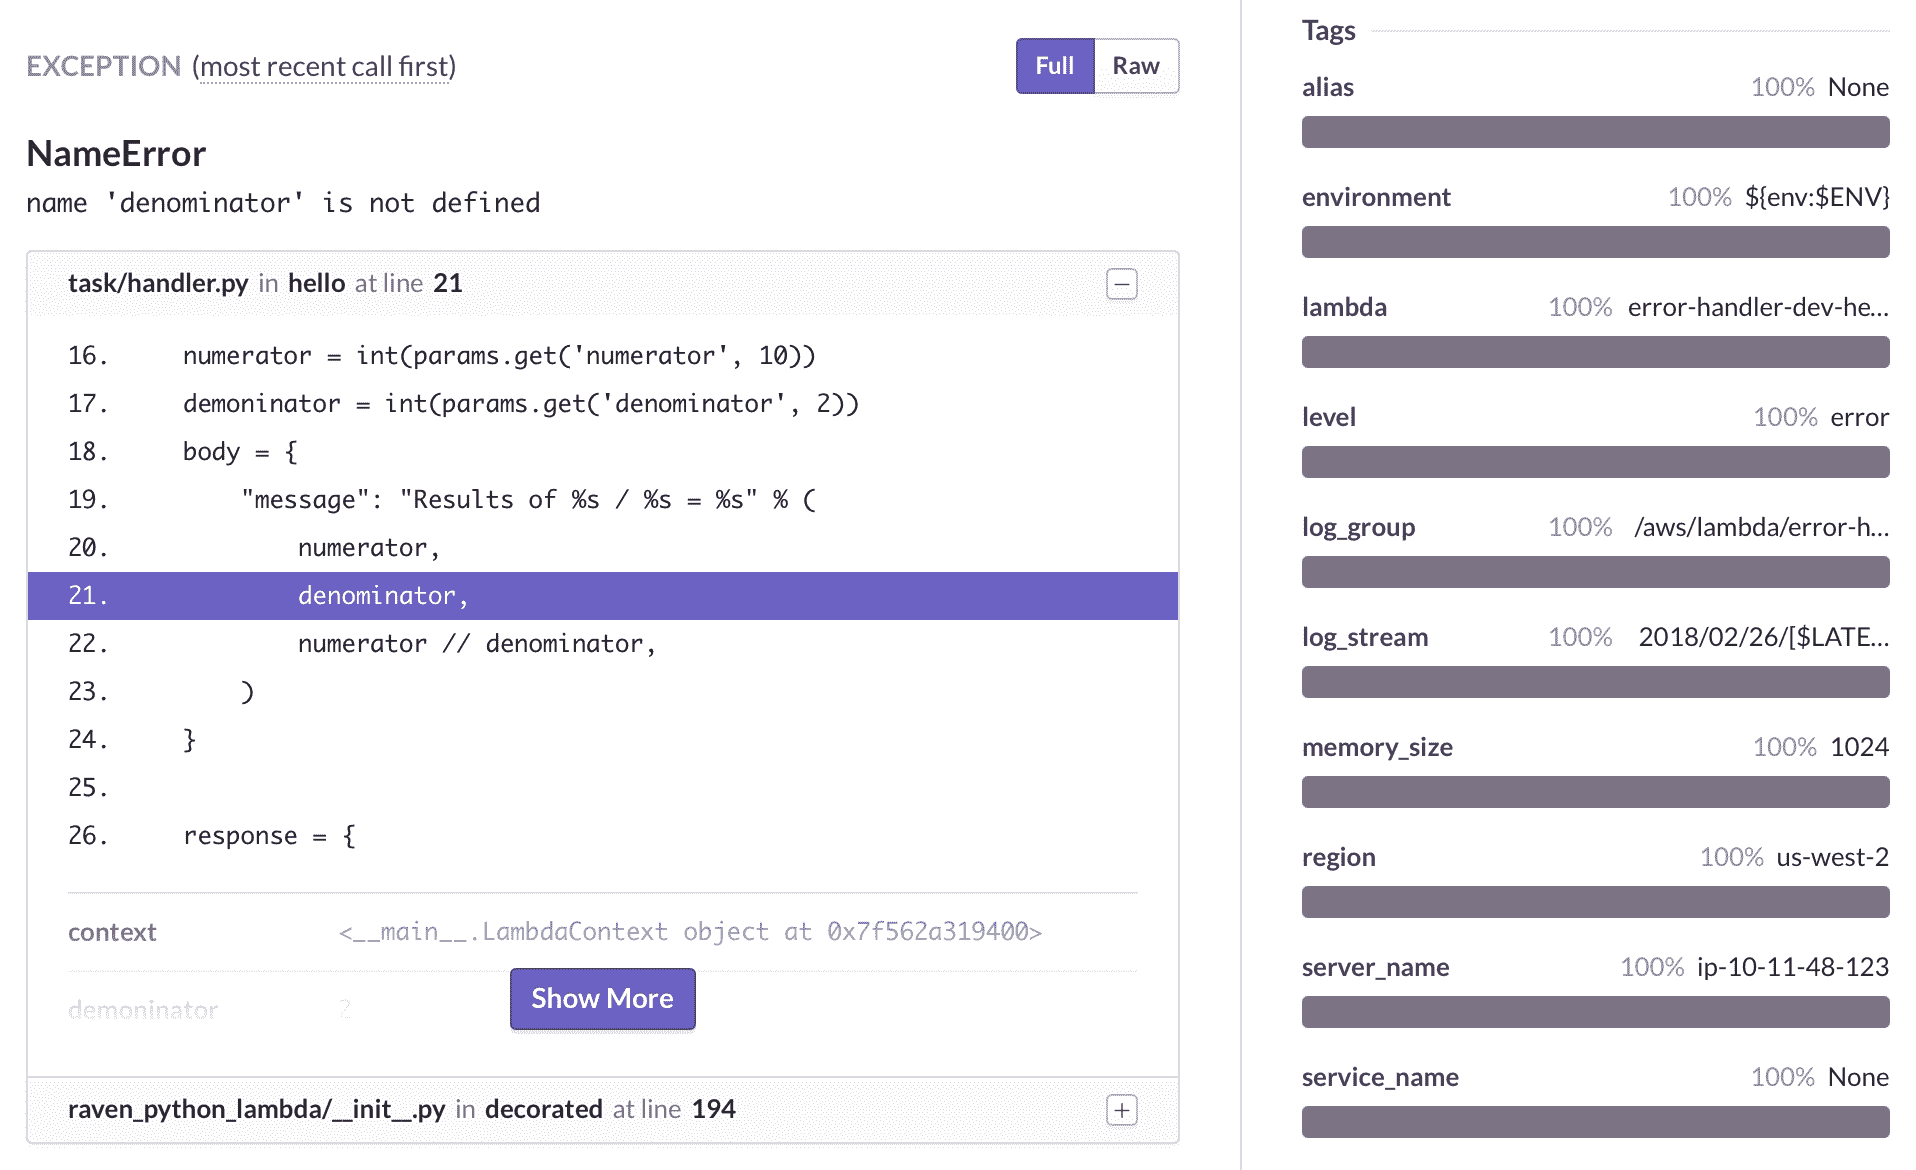 EXCEPTION (most recent call first)
Full Raw
NameError
name 'denominator' is not defined
task/handler.py in hello at line 21
16. numerator = int(params.get('numerator', 10))
17. demoninator = int(params.get('denominator', 2))
18. body = {
19. "message": "Results of %s / %s = %s" % (
20. numerator,
21. denominator,
22. numerator // denominator,
23. )
24. }
25.
26. response = {
context <__main__.LambdaContext object at 0x7f562a319400>
demoninator 2
Show More
raven_python_lambda/__init__.py in decorated at line 194
Tags
alias 100% None
environment 100% ${env:$ENV}
lambda 100% error-handler-dev-he...
level 100% error
log_group 100% /aws/lambda/error-h...
log_stream 100% 2018/02/26/[$LATE...
memory_size 100% 1024
region 100% us-west-2
server_name 100% ip-10-11-48-123
service_name 100% None